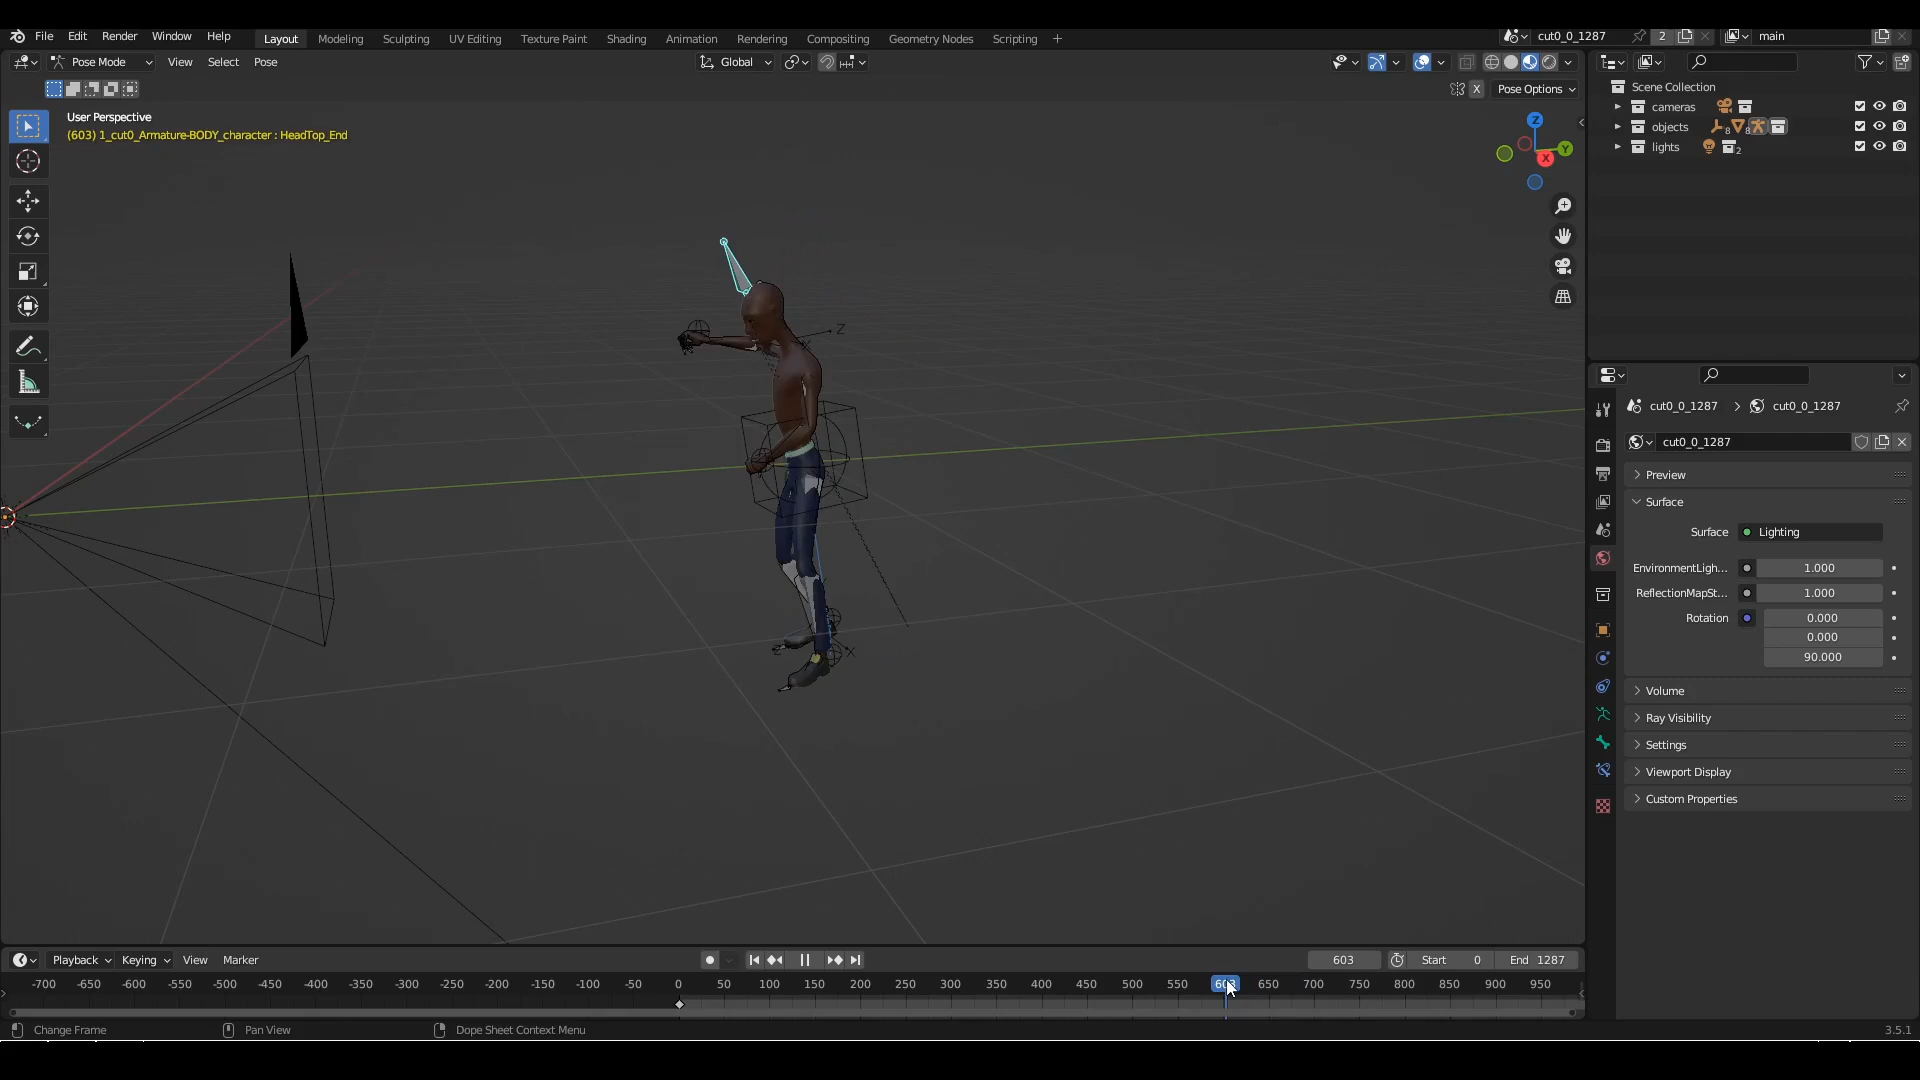 File Edit Render Window Help Layout Modeling Sculpting UV Editing Texture Paint Shading Animation Rendering Compositing Geometry Nodes Scripting + cut0_0_1287 2 main
Pose Mode View Select Pose Global
X Pose Options
User Perspective
(603) 1_cut0_Armature-BODY_character : HeadTop_End
Z
Y
X
Z
X
Scene Collection
cameras
objects 8 8
lights 2
cut0_0_1287 > cut0_0_1287
cut0_0_1287
Preview
Surface
Surface Lighting
EnvironmentLigh... 1.000
ReflectionMapSt... 1.000
Rotation 0.000
0.000
90.000
Volume
Ray Visibility
Settings
Viewport Display
Custom Properties
Playback Keying View Marker 603 Start 0 End 1287
-700 -650 -600 -550 -500 -450 -400 -350 -300 -250 -200 -150 -100 -50 0 50 100 150 200 250 300 350 400 450 500 550 603 650 700 750 800 850 900 950
Change Frame Pan View Dope Sheet Context Menu 3.5.1